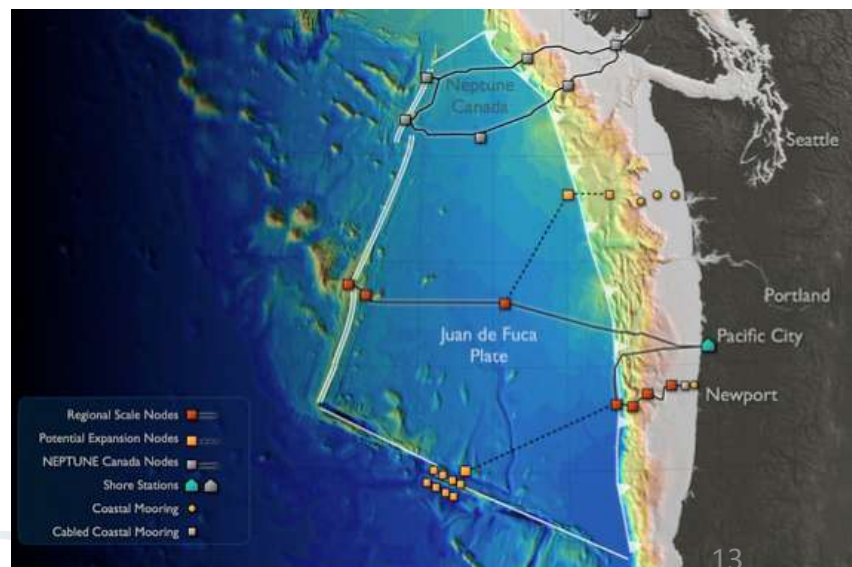 Neptune
Canada
Seattle
Portland
Juan de Fuca
Plate
Pacific City
Newport
Regional Scale Nodes
Potential Expansion Nodes
NEPTUNE Canada Nodes
Shore Stations
Coastal Mooring
Cabled Coastal Mooring
13